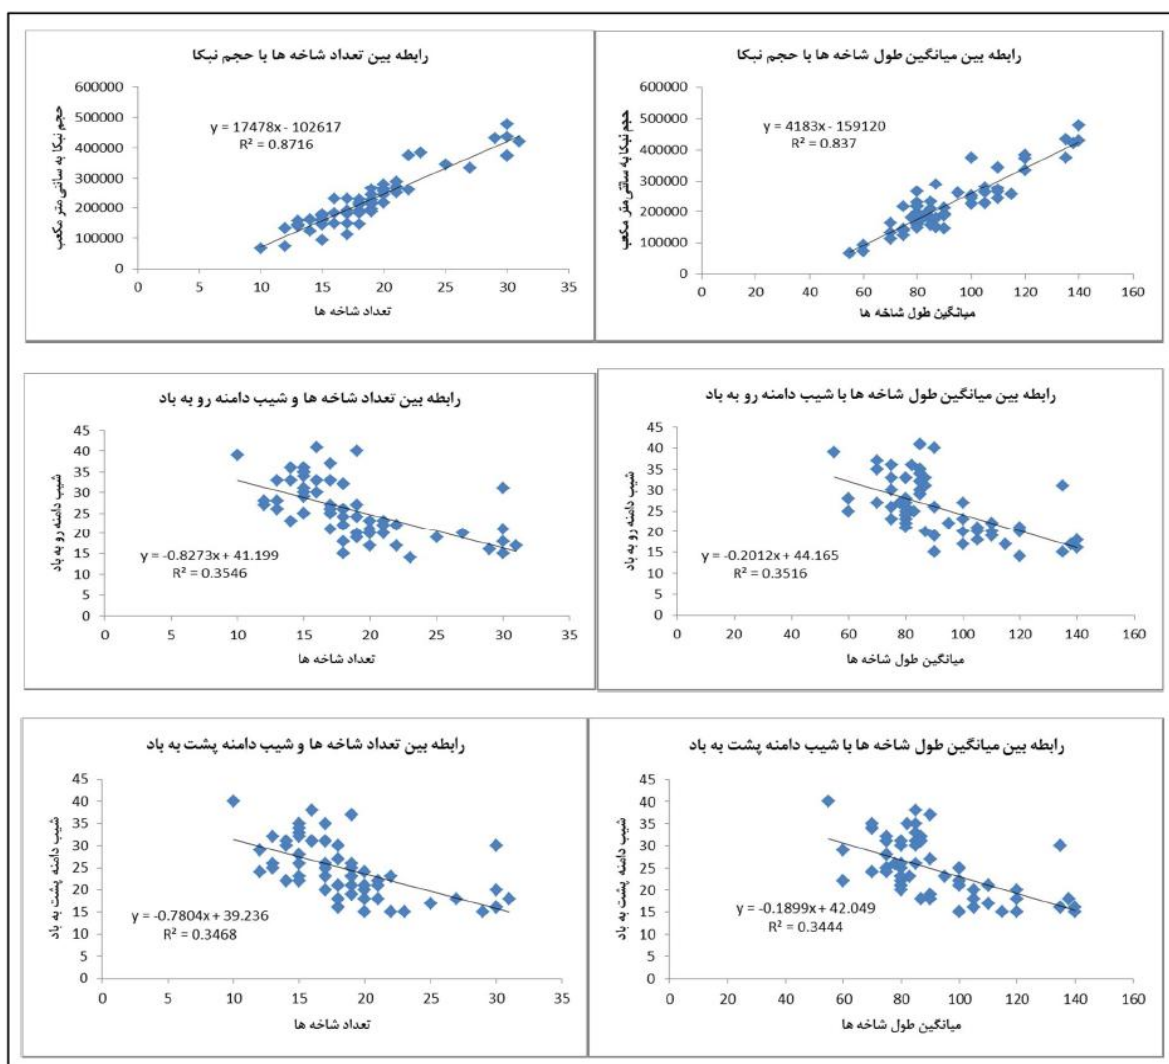 رابطه بین تعداد شاخه ها با حجم نبکا
حجم نبکا به سانتی متر مکعب
600000
500000
400000
300000
200000
100000
0
y = 17478x - 102617
R² = 0.8716
0 5 10 15 20 25 30 35
تعداد شاخه ها
رابطه بین میانگین طول شاخه ها با حجم نبکا
حجم نبکا به سانتی متر مکعب
600000
500000
400000
300000
200000
100000
0
y = 4183x - 159120
R² = 0.837
0 20 40 60 80 100 120 140 160
میانگین طول شاخه ها
رابطه بین تعداد شاخه ها و شیب دامنه رو به باد
شیب دامنه رو به باد
45
40
35
30
25
20
15
10
5
0
y = -0.8273x + 41.199
R² = 0.3546
0 5 10 15 20 25 30 35
تعداد شاخه ها
رابطه بین میانگین طول شاخه ها با شیب دامنه رو به باد
شیب دامنه رو به باد
45
40
35
30
25
20
15
10
5
0
y = -0.2012x + 44.165
R² = 0.3516
0 20 40 60 80 100 120 140 160
میانگین طول شاخه ها
رابطه بین تعداد شاخه ها و شیب دامنه پشت به باد
شیب دامنه پشت به باد
45
40
35
30
25
20
15
10
5
0
y = -0.7804x + 39.236
R² = 0.3468
0 5 10 15 20 25 30 35
تعداد شاخه ها
رابطه بین میانگین طول شاخه ها با شیب دامنه پشت به باد
شیب دامنه پشت به باد
45
40
35
30
25
20
15
10
5
0
y = -0.1899x + 42.049
R² = 0.3444
0 20 40 60 80 100 120 140 160
میانگین طول شاخه ها